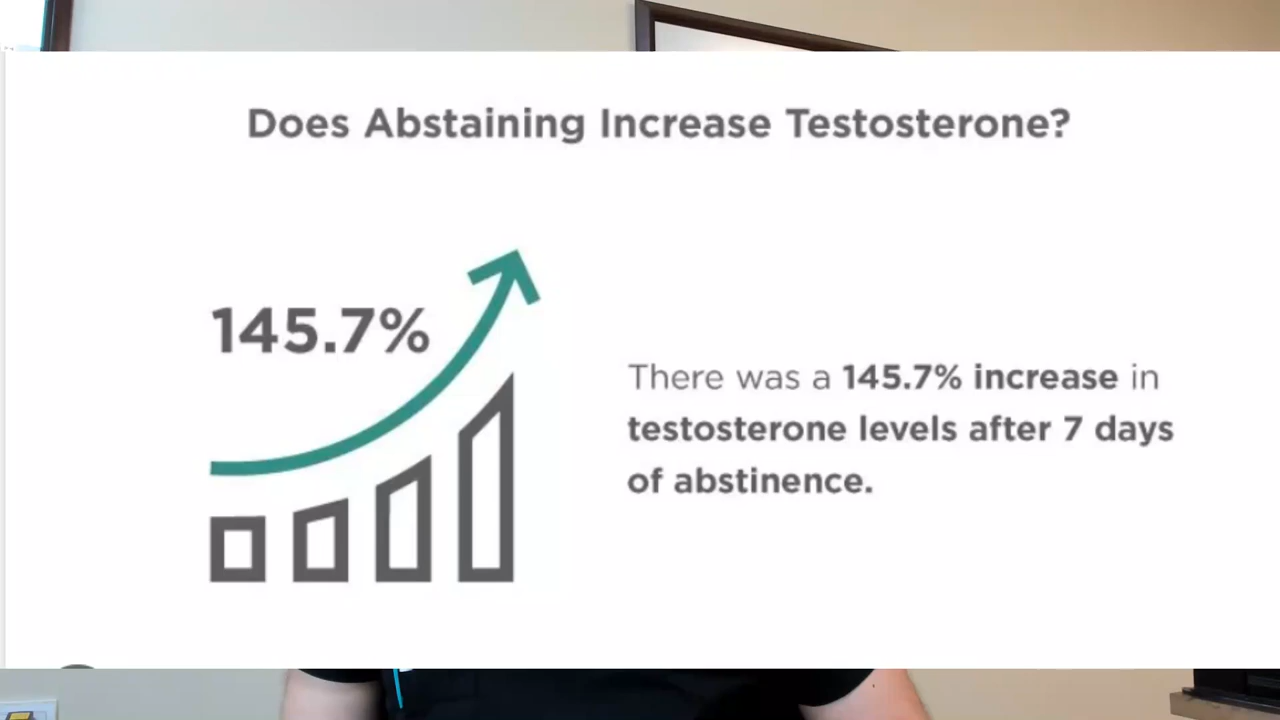 Does Abstaining Increase Testosterone?
145.7%
There was a 145.7% increase in
testosterone levels after 7 days
of abstinence.